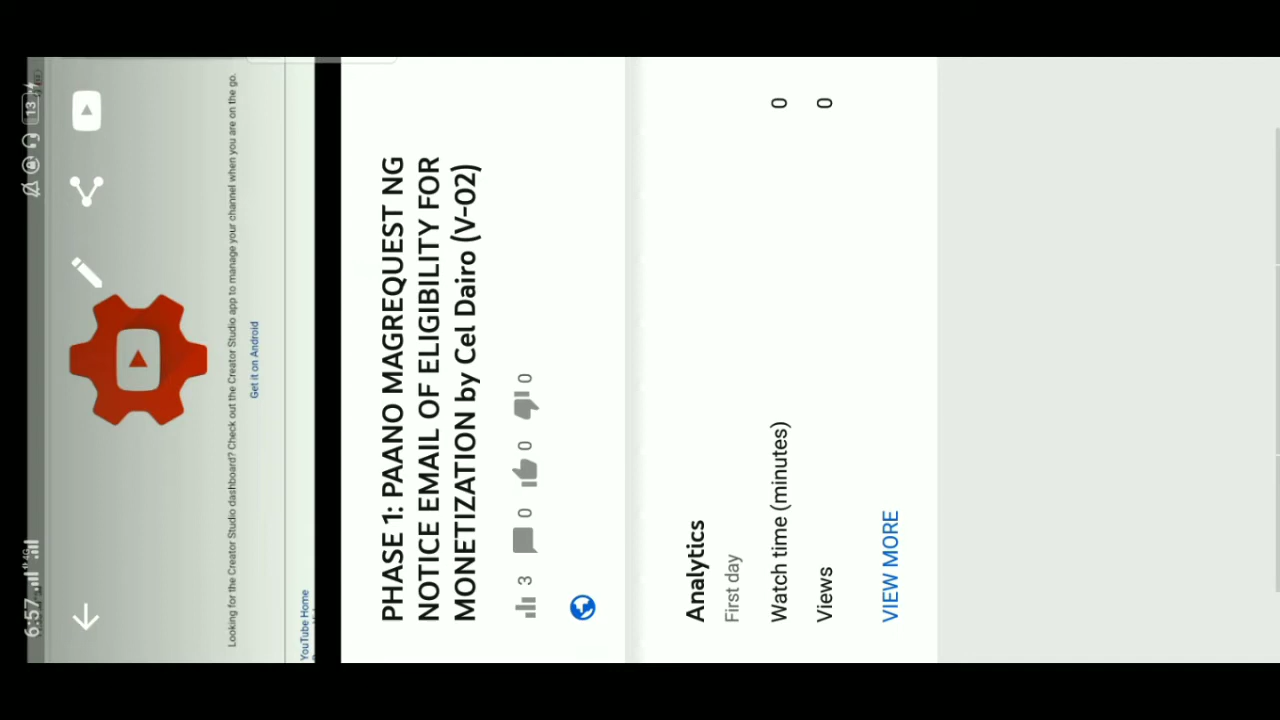 6:57
13
Looking for the Creator Studio dashboard? Check out the Creator Studio app to manage your channel when you are on the go.
Get it on Android
YouTube Home
PHASE 1: PAANO MAGREQUEST NG
NOTICE EMAIL OF ELIGIBILITY FOR
MONETIZATION by Cel Dairo (V-02)
3 0 0 0
Analytics
First day
Watch time (minutes) 0
Views 0
VIEW MORE